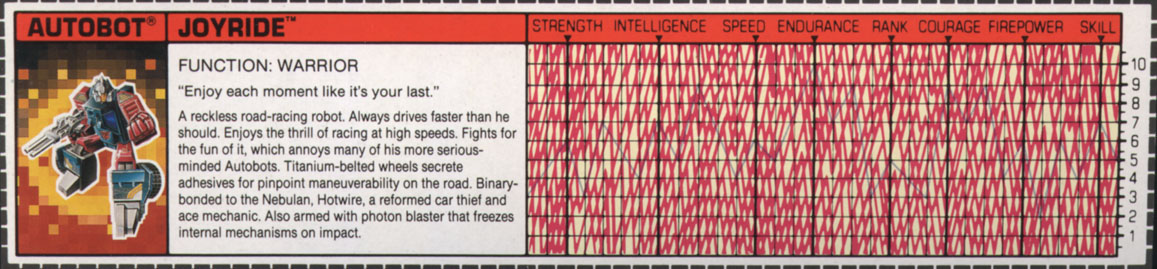 AUTOBOT® JOYRIDE™
STRENGTH INTELLIGENCE SPEED ENDURANCE RANK COURAGE FIREPOWER SKILL
FUNCTION: WARRIOR
"Enjoy each moment like it's your last."
A reckless road-racing robot. Always drives faster than he
should. Enjoys the thrill of racing at high speeds. Fights for
the fun of it, which annoys many of his more serious-
minded Autobots. Titanium-belted wheels secrete
adhesives for pinpoint maneuverability on the road. Binary-
bonded to the Nebulan, Hotwire, a reformed car thief and
ace mechanic. Also armed with photon blaster that freezes
internal mechanisms on impact.
10
9
8
7
6
5
4
3
2
1